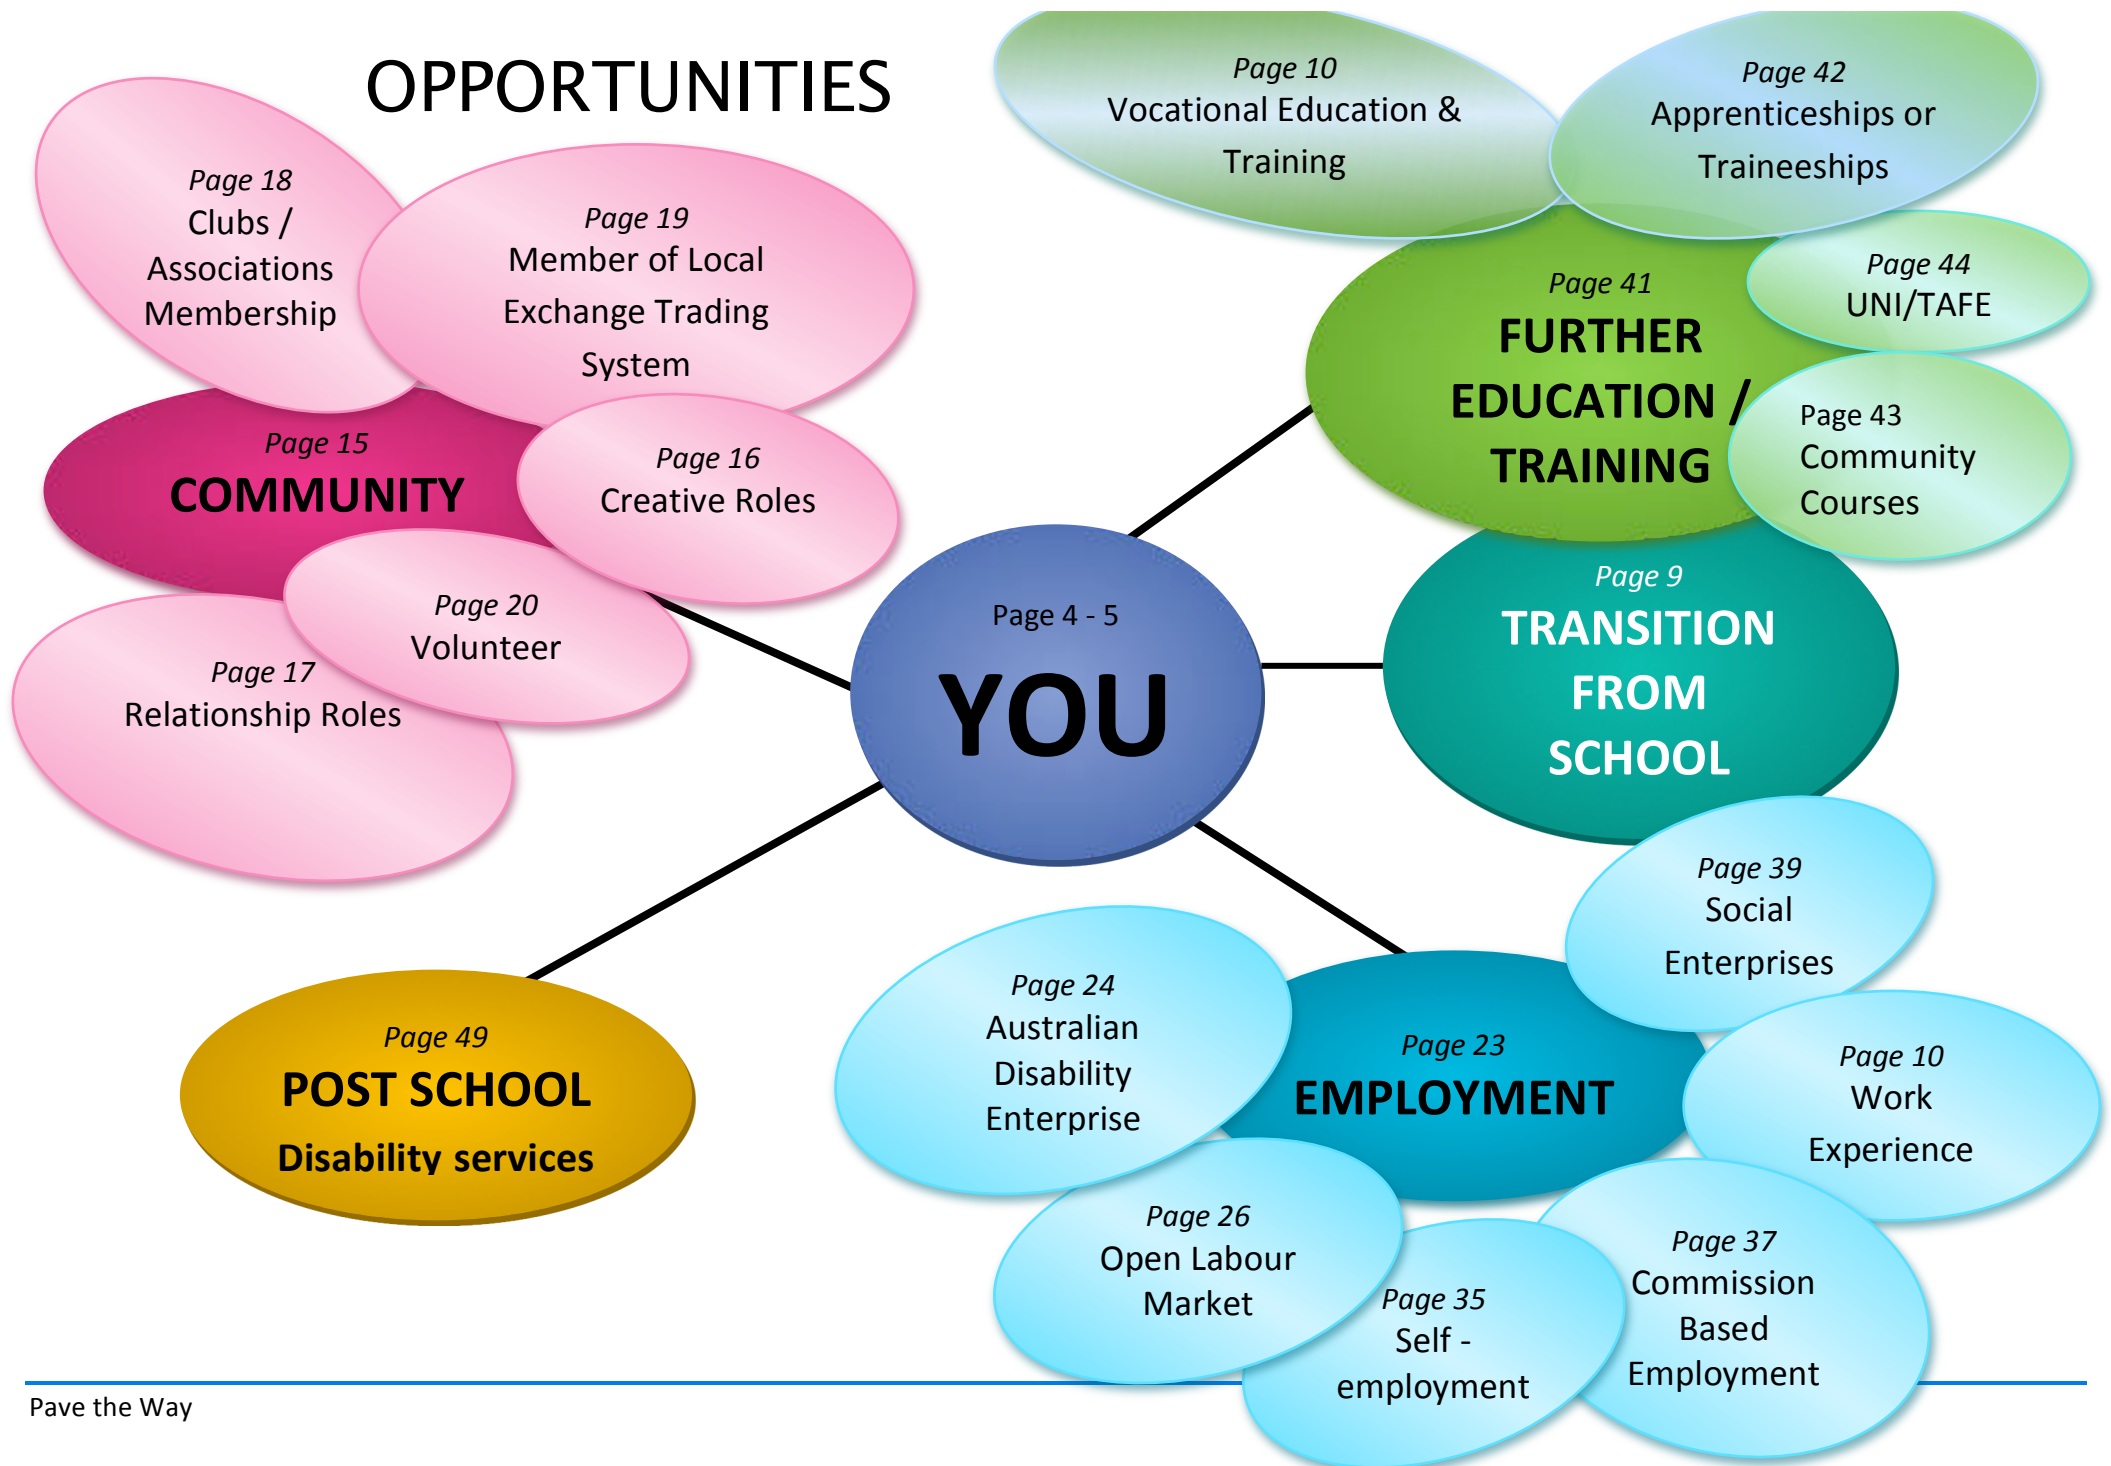 OPPORTUNITIES
Page 18
Clubs /
Associations
Membership
Page 19
Member of Local
Exchange Trading
System
Page 15
COMMUNITY
Page 16
Creative Roles
Page 20
Volunteer
Page 17
Relationship Roles
Page 10
Vocational Education &
Training
Page 42
Apprenticeships or
Traineeships
Page 44
UNI/TAFE
Page 41
FURTHER
EDUCATION /
TRAINING
Page 43
Community
Courses
Page 4 - 5
YOU
Page 9
TRANSITION
FROM
SCHOOL
Page 49
POST SCHOOL
Disability services
Page 24
Australian
Disability
Enterprise
Page 23
EMPLOYMENT
Page 39
Social
Enterprises
Page 10
Work
Experience
Page 26
Open Labour
Market
Page 35
Self -
employment
Page 37
Commission
Based
Employment
Pave the Way